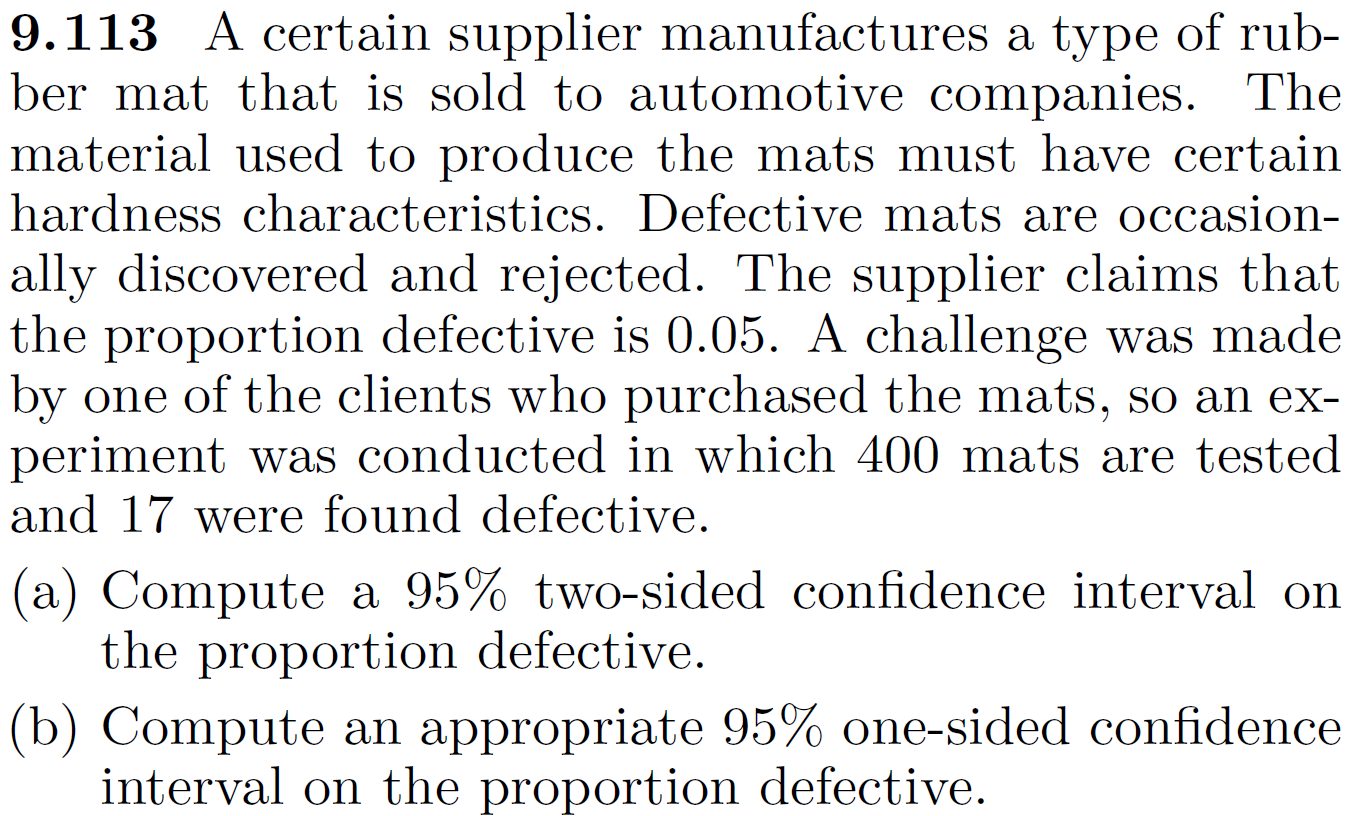 9.113 A certain supplier manufactures a type of rub-
ber mat that is sold to automotive companies. The
material used to produce the mats must have certain
hardness characteristics. Defective mats are occasion-
ally discovered and rejected. The supplier claims that
the proportion defective is 0.05. A challenge was made
by one of the clients who purchased the mats, so an ex-
periment was conducted in which 400 mats are tested
and 17 were found defective.
(a) Compute a 95% two-sided confidence interval on
the proportion defective.
(b) Compute an appropriate 95% one-sided confidence
interval on the proportion defective.